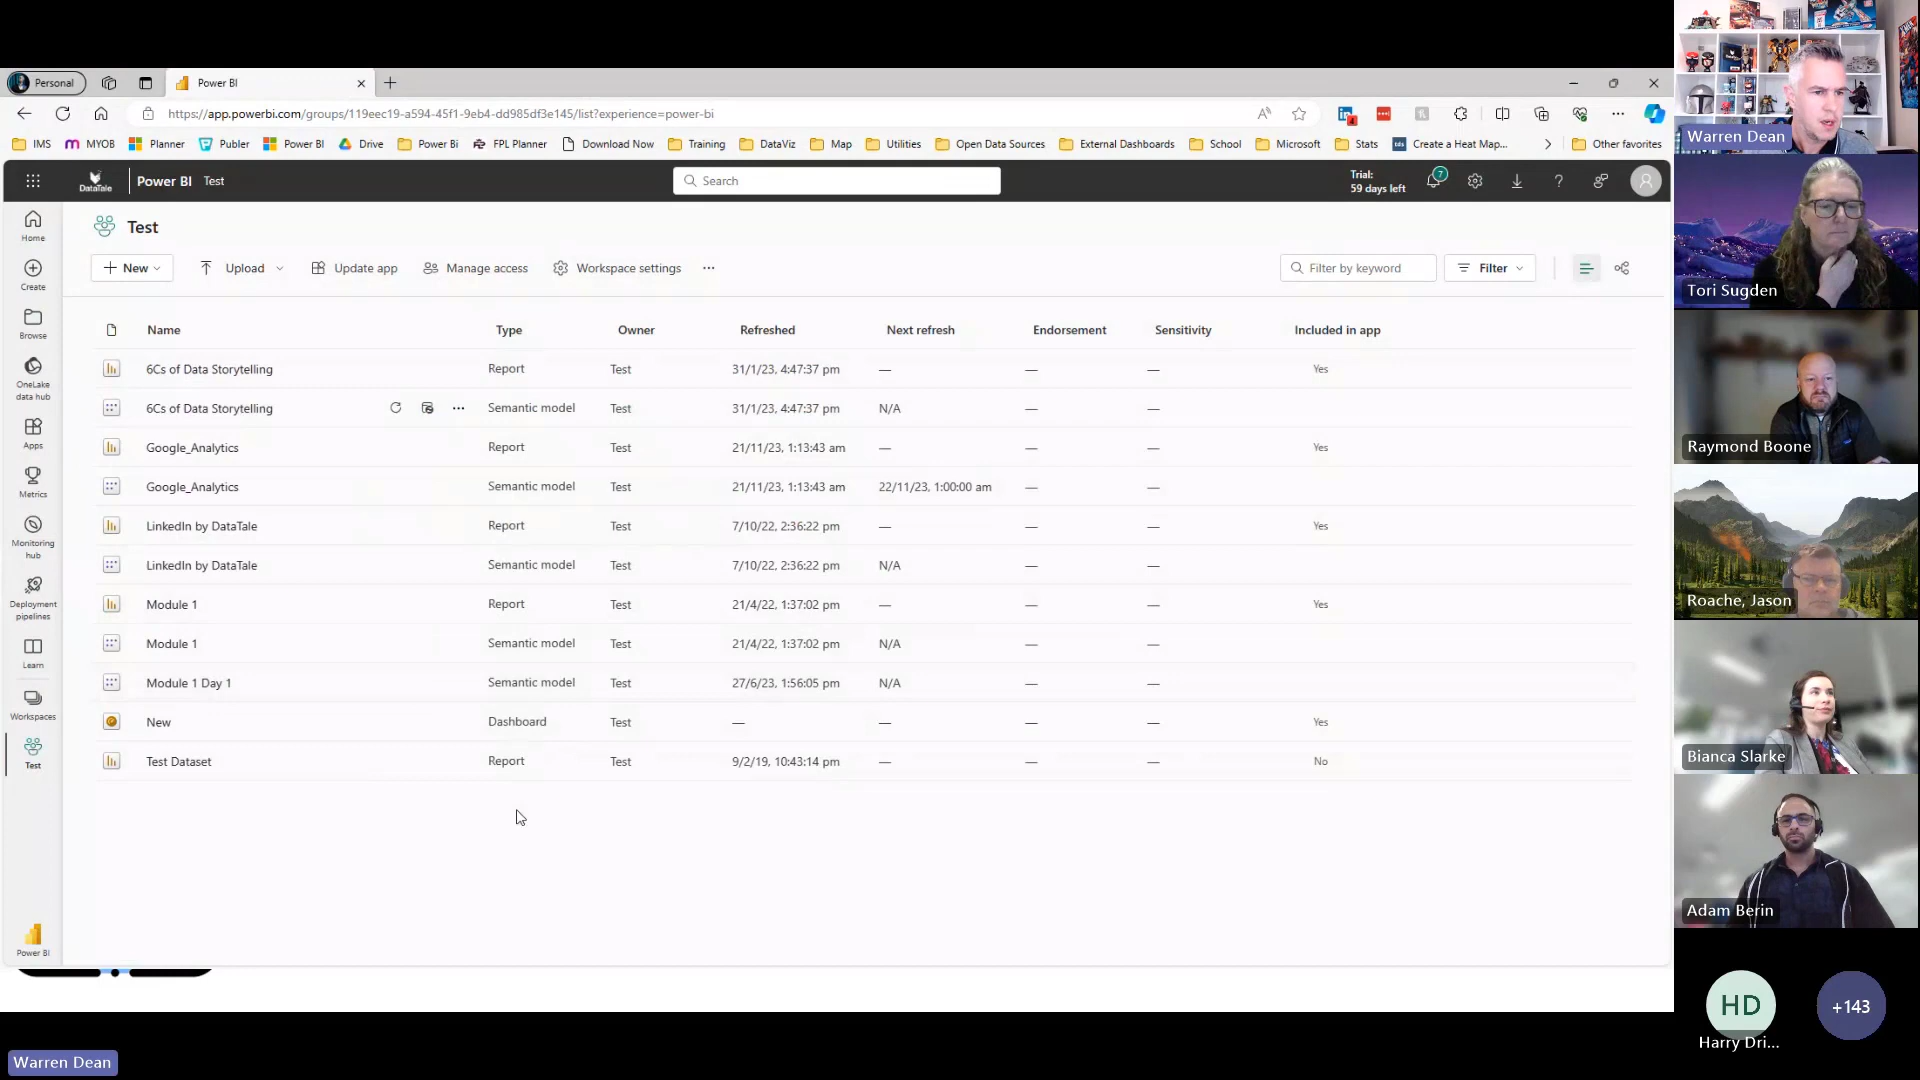 Personal
Power BI
https://app.powerbi.com/groups/119eec19-a594-45f1-9eb4-dd985df3e145/list?experience=power-bi
IMS MYOB Planner Publer Power BI Drive Power Bi FPL Planner Download Now Training DataViz Map Utilities Open Data Sources External Dashboards School Microsoft Stats Create a Heat Map... Other favorites
DataTale Power BI Test Search Trial: 59 days left 7
Test
New Upload Update app Manage access Workspace settings Filter by keyword Filter
Name Type Owner Refreshed Next refresh Endorsement Sensitivity Included in app
6Cs of Data Storytelling Report Test 31/1/23, 4:47:37 pm — — — Yes
6Cs of Data Storytelling Semantic model Test 31/1/23, 4:47:37 pm N/A — —
Google_Analytics Report Test 21/11/23, 1:13:43 am — — — Yes
Google_Analytics Semantic model Test 21/11/23, 1:13:43 am 22/11/23, 1:00:00 am — —
LinkedIn by DataTale Report Test 7/10/22, 2:36:22 pm — — — Yes
LinkedIn by DataTale Semantic model Test 7/10/22, 2:36:22 pm N/A — —
Module 1 Report Test 21/4/22, 1:37:02 pm — — — Yes
Module 1 Semantic model Test 21/4/22, 1:37:02 pm N/A — —
Module 1 Day 1 Semantic model Test 27/6/23, 1:56:05 pm N/A — —
New Dashboard Test — — — — Yes
Test Dataset Report Test 9/2/19, 10:43:14 pm — — — No
Home
Create
Browse
OneLake
data hub
Apps
Metrics
Monitoring
hub
Deployment
pipelines
Learn
Workspaces
Test
Power BI
Warren Dean
Tori Sugden
Raymond Boone
Roache, Jason
Bianca Slarke
Adam Berin
HD
+143
Harry Dri...
Warren Dean